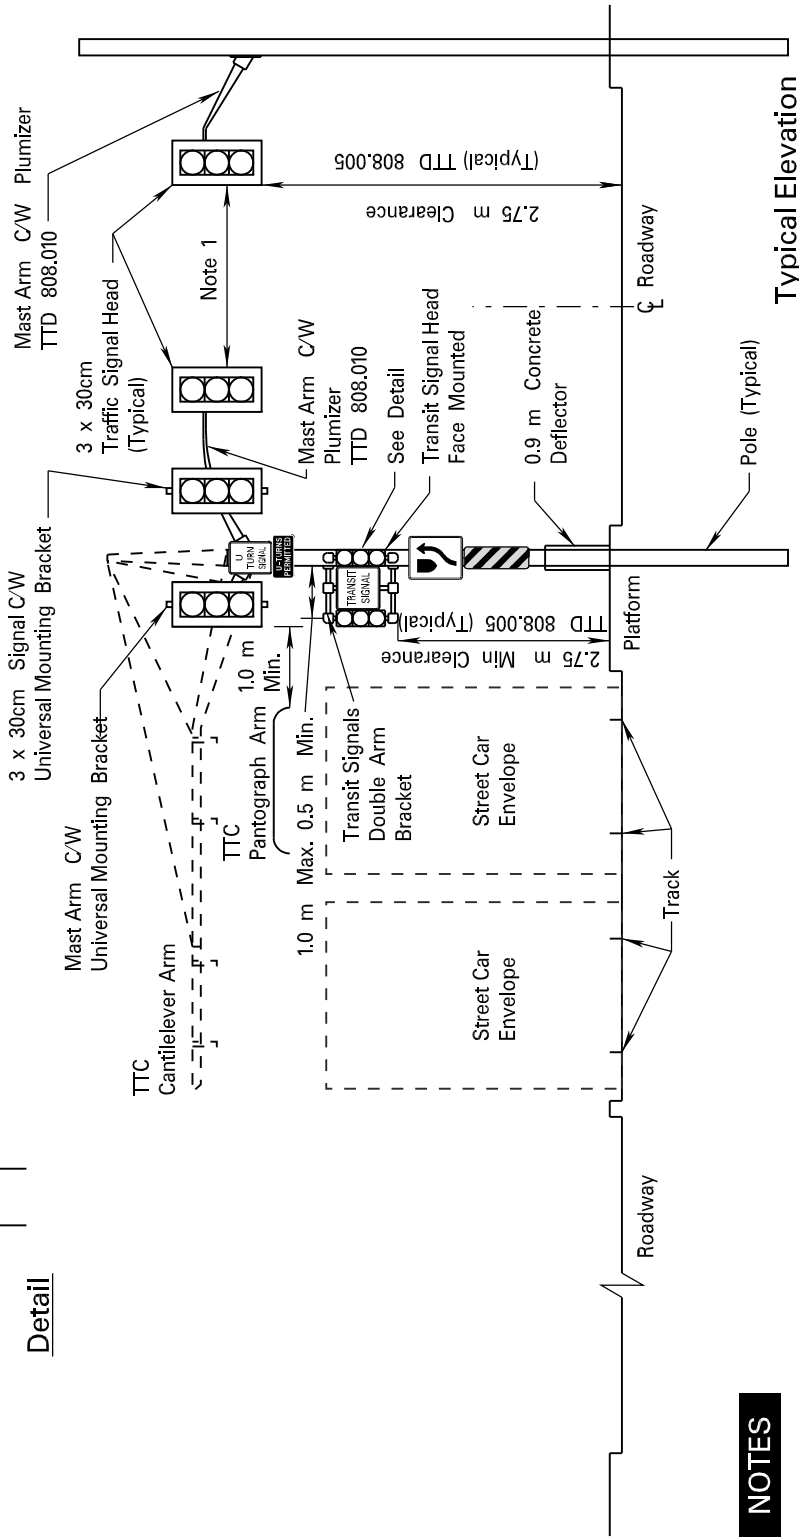 Detail
3 x 30cm Signal C/W
Universal Mounting Bracket
Mast Arm C/W
Universal Mounting Bracket
3 x 30cm
Traffic Signal Head
(Typical)
Mast Arm C/W Plumizer
TTD 808.010
TTC
Cantilelever Arm
TTC
Pantograph Arm
1.0 m
Min.
1.0 m Max. 0.5 m Min.
Note 1
Mast Arm C/W
Plumizer
TTD 808.010
See Detail
Transit Signal Head
Face Mounted
U
TURN
SIGNAL
U-TURNS
PERMITTED
TRANSIT
SIGNAL
Transit Signals
Double Arm
Bracket
2.75 m Min Clearance
TTD 808.005 (Typical)
2.75 m Clearance
(Typical) TTD 808.005
0.9 m Concrete
Deflector
Street Car
Envelope
Street Car
Envelope
Roadway
Track
Platform
Pole (Typical)
CL Roadway
Typical Elevation
NOTES